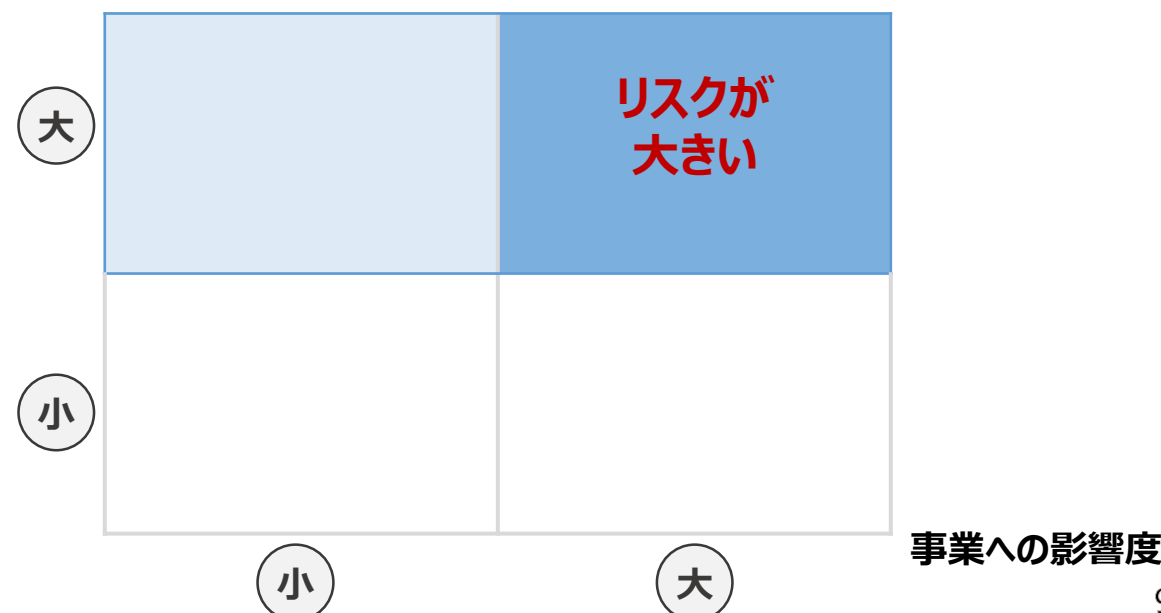 リスクが
大きい
大
小
小
大
事業への影響度